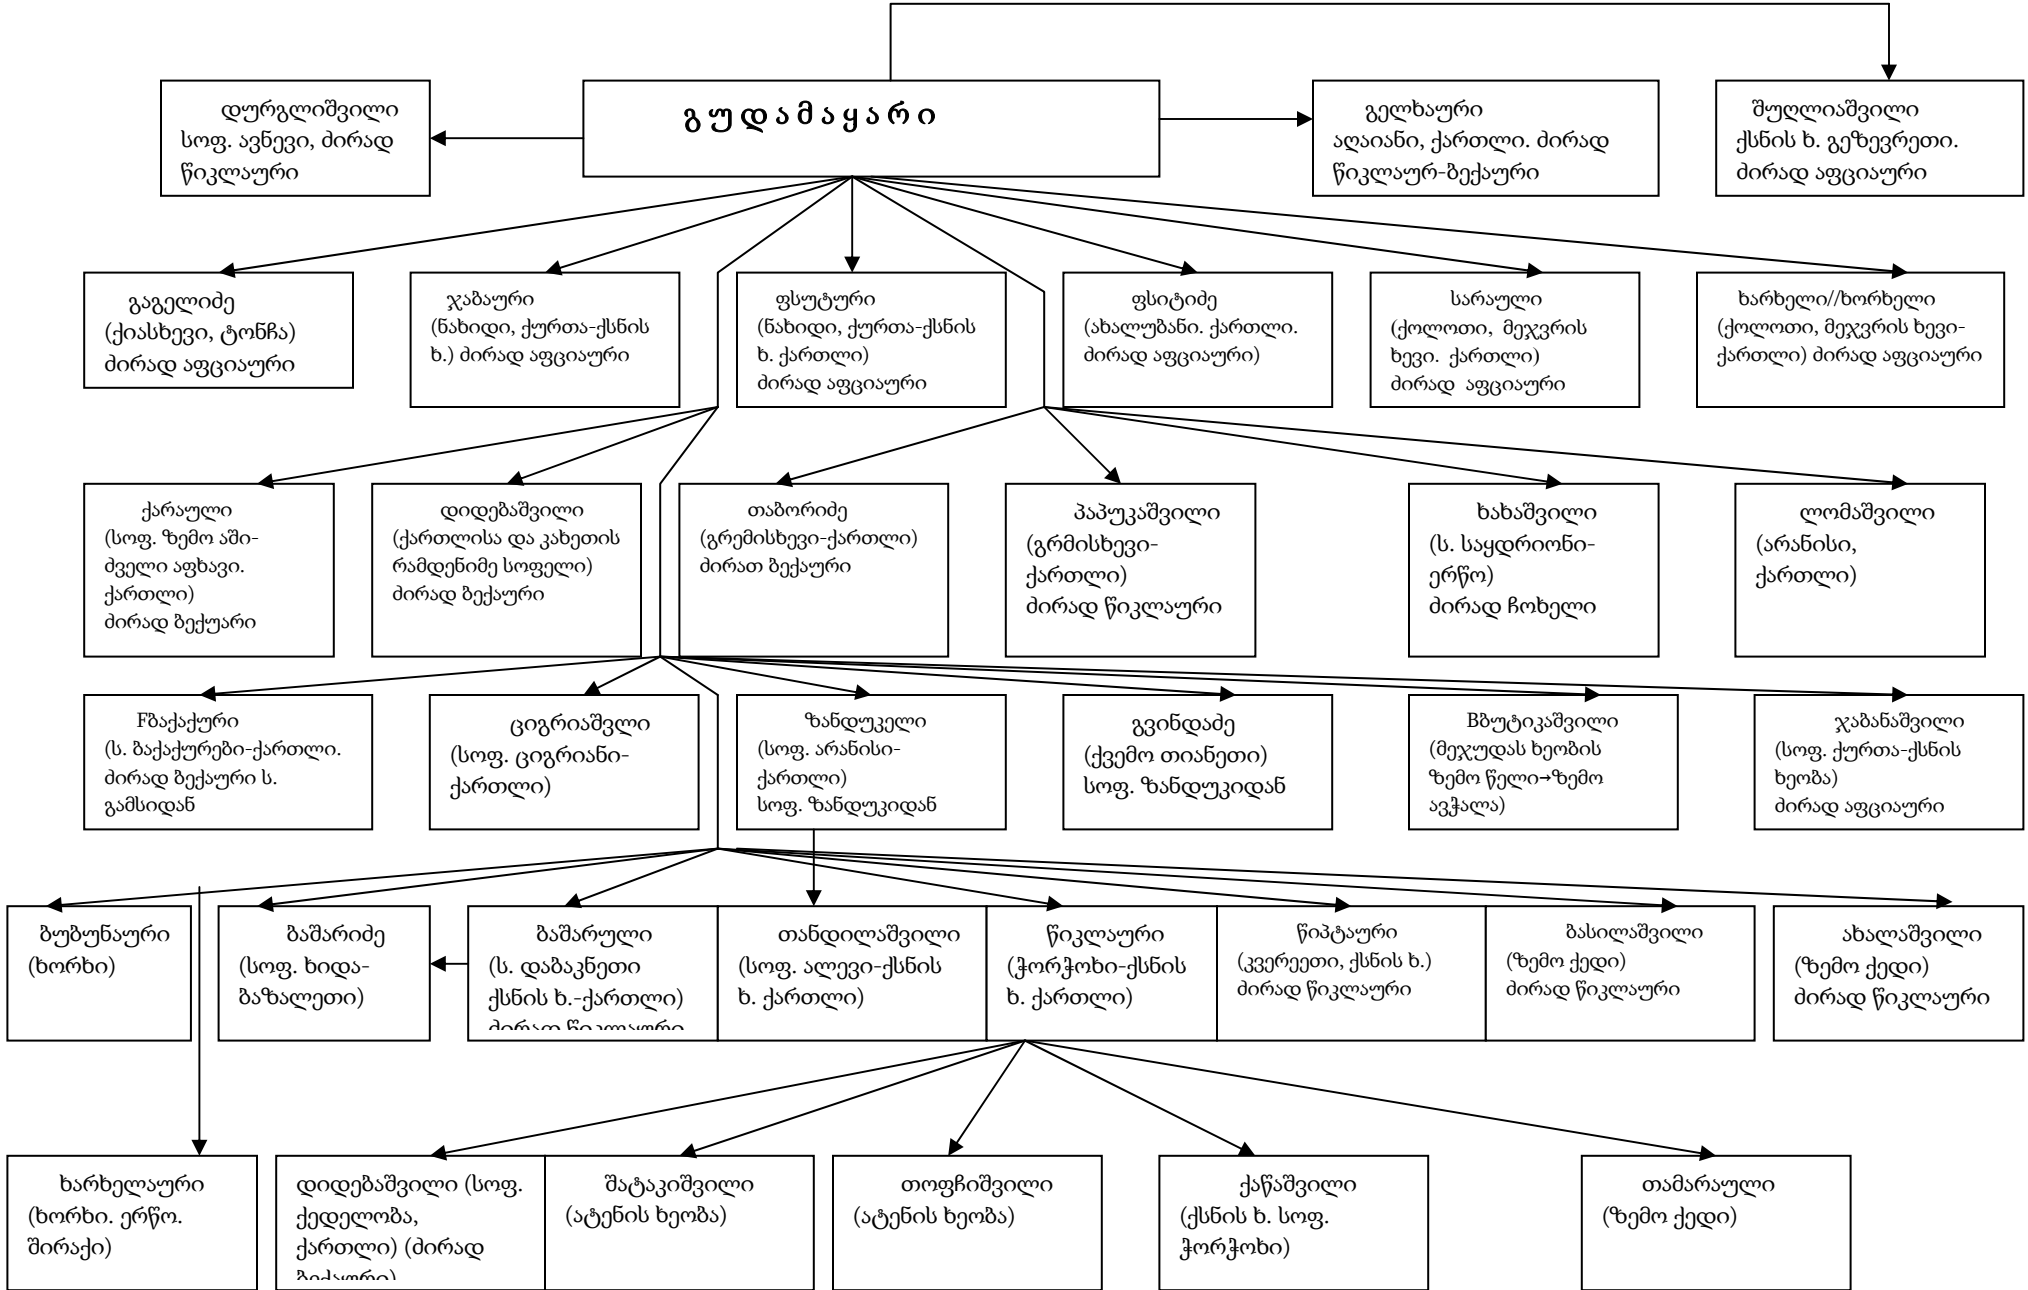 გუდამაყარი
დურგლიშვილი
სოფ. ავნევი, ძირად
წიკლაური
გელხაური
აღაიანი, ქართლი. ძირად
წიკლაურ-ბექაური
შუღლიაშვილი
ქსნის ხ. გეზევრეთი.
ძირად აფციაური
გაგელიძე
(ქიასხევი, ტონჩა)
ძირად აფციაური
ჯაბაური
(ნახიდი, ქურთა-ქსნის
ხ.) ძირად აფციაური
ფსუტური
(ნახიდი, ქურთა-ქსნის
ხ. ქართლი)
ძირად აფციაური
ფსიტიძე
(ახალუბანი. ქართლი.
ძირად აფციაური)
სარაული
(ქოლოთი, მეჯვრის
ხევი. ქართლი)
ძირად აფციაური
ხარხელი//ხორხელი
(ქოლოთი, მეჯვრის ხევი-
ქართლი) ძირად აფციაური
ქარაული
(სოფ. ზემო აში-
ძველი აფხავი.
ქართლი)
ძირად ბექუარი
დიდებაშვილი
(ქართლისა და კახეთის
რამდენიმე სოფელი)
ძირად ბექაური
თაბორიძე
(გრემისხევი-ქართლი)
ძირათ ბექაური
პაპუკაშვილი
(გრმისხევი-
ქართლი)
ძირად წიკლაური
ხახაშვილი
(ს. საყდრიონი-
ერწო)
ძირად ჩოხელი
ლომაშვილი
(არანისი,
ქართლი)
Fბაქაქური
(ს. ბაქაქურები-ქართლი.
ძირად ბექაური ს.
გამსიდან
ციგრიაშვლი
(სოფ. ციგრიანი-
ქართლი)
ზანდუკელი
(სოფ. არანისი-
ქართლი)
სოფ. ზანდუკიდან
გვინდაძე
(ქვემო თიანეთი)
სოფ. ზანდუკიდან
Bბუტიკაშვილი
(მეჯუდას ხეობის
ზემო წელი→ზემო
ავჭალა)
ჯაბანაშვილი
(სოფ. ქურთა-ქსნის
ხეობა)
ძირად აფციაური
ბუბუნაური
(ხორხი)
ბაშარიძე
(სოფ. ხიდა-
ბაზალეთი)
ბაშარული
(ს. დაბაკნეთი
ქსნის ხ.-ქართლი)
ძირათ წიკლაური
თანდილაშვილი
(სოფ. ალევი-ქსნის
ხ. ქართლი)
წიკლაური
(ჭორჭოხი-ქსნის
ხ. ქართლი)
წიპტაური
(კვერეეთი, ქსნის ხ.)
ძირად წიკლაური
ბასილაშვილი
(ზემო ქედი)
ძირად წიკლაური
ახალაშვილი
(ზემო ქედი)
ძირად წიკლაური
ხარხელაური
(ხორხი. ერწო.
შირაქი)
დიდებაშვილი (სოფ.
ქედელობა,
ქართლი) (ძირად
ბექაური)
შატაკიშვილი
(ატენის ხეობა)
თოფჩიშვილი
(ატენის ხეობა)
ქაწაშვილი
(ქსნის ხ. სოფ.
ჭორჭოხი)
თამარაული
(ზემო ქედი)